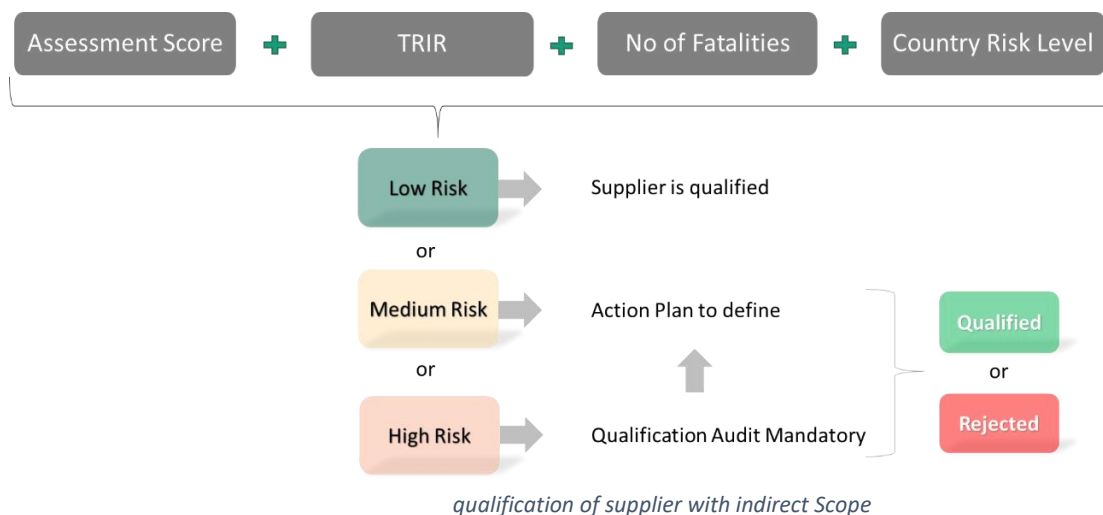 Assessment Score + TRIR + No of Fatalities + Country Risk Level
Low Risk Supplier is qualified
or
Medium Risk Action Plan to define
Qualified
or
or
High Risk Qualification Audit Mandatory
Rejected
qualification of supplier with indirect Scope